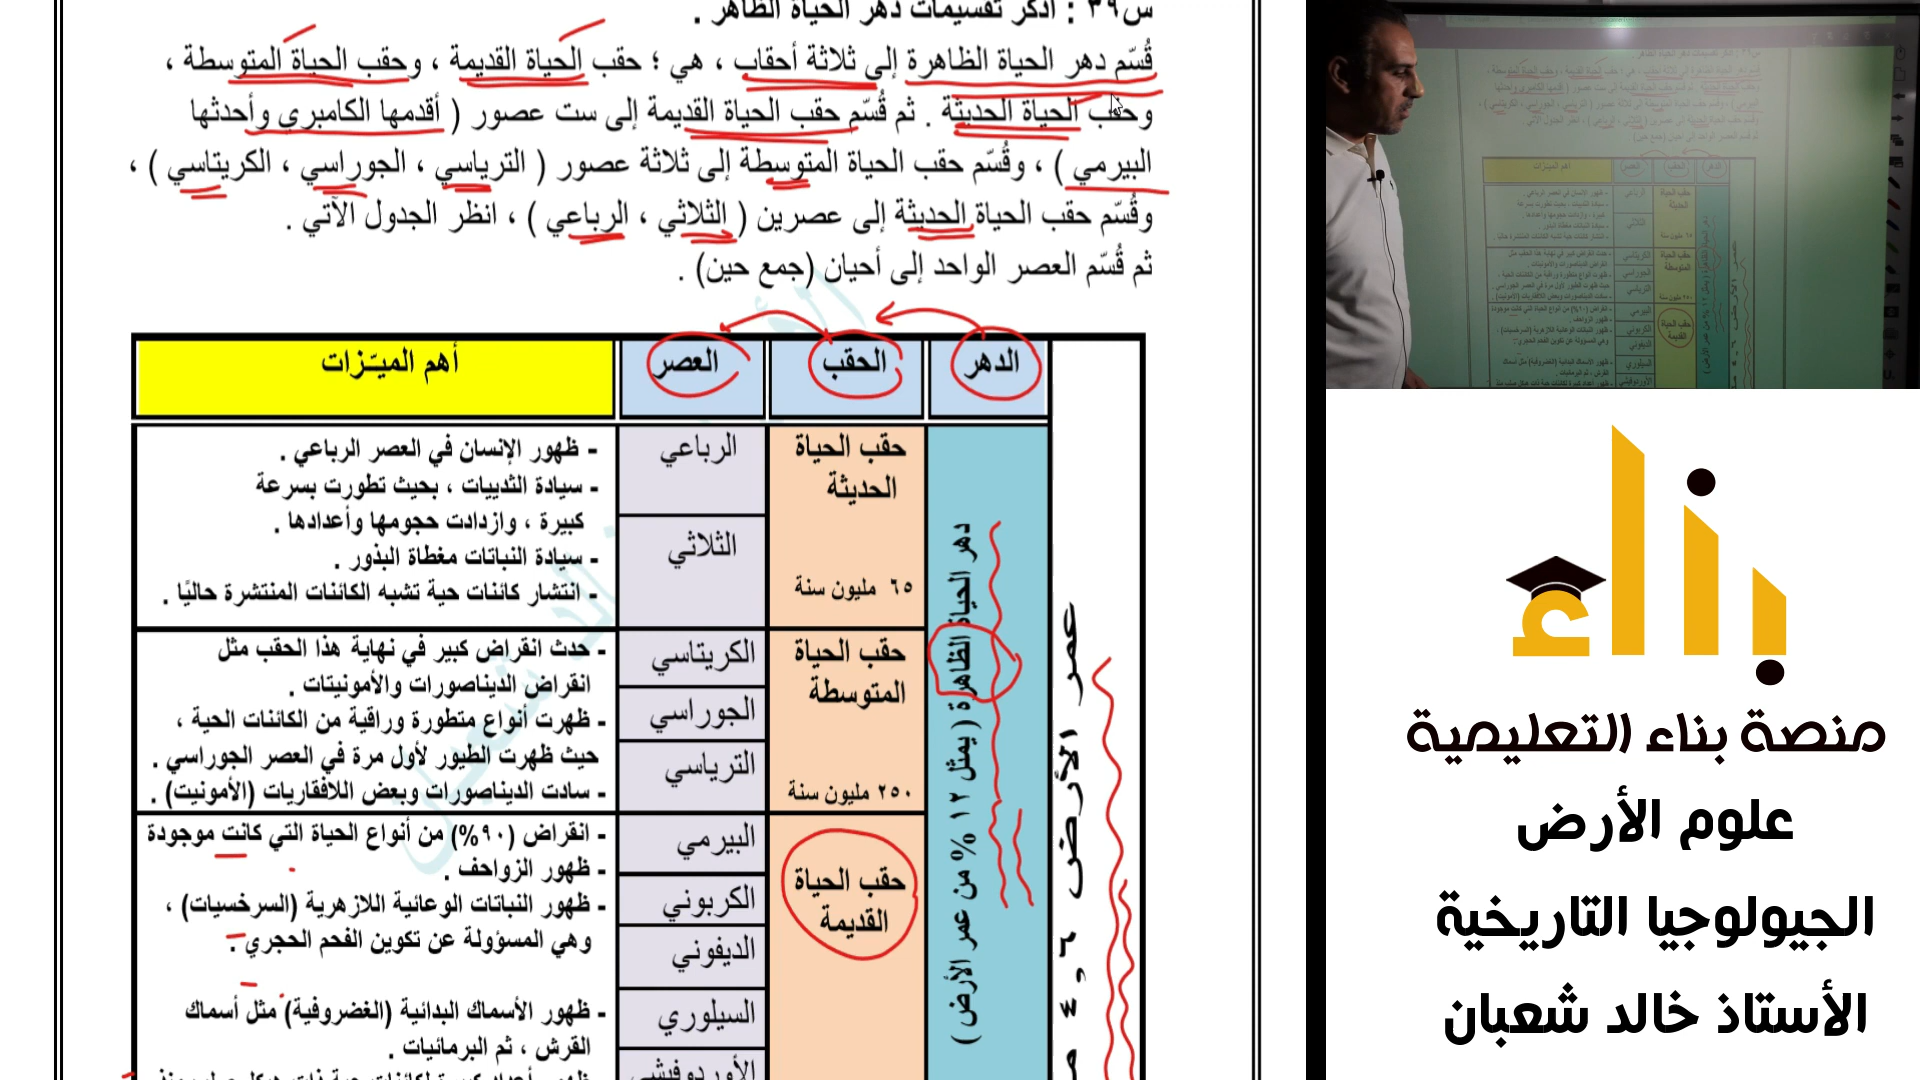 س٣٩ : اذكر تقسيمات دهر الحياة الظاهر .
قُسّم دهر الحياة الظاهرة إلى ثلاثة أحقاب ، هي ؛ حقب الحياة القديمة ، وحقب الحياة المتوسطة ،
وحقب الحياة الحديثة . ثم قُسّم حقب الحياة القديمة إلى ست عصور ( أقدمها الكامبري وأحدثها
البيرمي ) ، وقُسّم حقب الحياة المتوسطة إلى ثلاثة عصور ( الترياسي ، الجوراسي ، الكريتاسي ) ،
وقُسّم حقب الحياة الحديثة إلى عصرين ( الثلاثي ، الرباعي ) ، انظر الجدول الآتي .
ثم قُسّم العصر الواحد إلى أحيان (جمع حين) .
الدهر
الحقب
العصر
أهم الميـّـزات
عمر الأرض ٤,٦
دهر الحياة الظاهرة ( يمثل ١٢ % من عمر الأرض )
حقب الحياة
الحديثة
٦٥ مليون سنة
الرباعي
الثلاثي
- ظهور الإنسان في العصر الرباعي .
- سيادة الثدييات ، بحيث تطورت بسرعة
كبيرة ، وازدادت حجومها وأعدادها .
- سيادة النباتات مغطاة البذور .
- انتشار كائنات حية تشبه الكائنات المنتشرة حاليًا .
حقب الحياة
المتوسطة
٢٥٠ مليون سنة
الكريتاسي
الجوراسي
الترياسي
- حدث انقراض كبير في نهاية هذا الحقب مثل
انقراض الديناصورات والأمونيتات .
- ظهرت أنواع متطورة وراقية من الكائنات الحية ،
حيث ظهرت الطيور لأول مرة في العصر الجوراسي .
- سادت الديناصورات وبعض اللافقاريات (الأمونيت) .
حقب الحياة
القديمة
البيرمي
الكربوني
الديفوني
السيلوري
الأوردوفيشي
- انقراض (٩٠%) من أنواع الحياة التي كانت موجودة
- ظهور الزواحف .
- ظهور النباتات الوعائية اللازهرية (السرخسيات) ،
وهي المسؤولة عن تكوين الفحم الحجري .
- ظهور الأسماك البدائية (الغضروفية) مثل أسماك
القرش ، ثم البرمائيات .
بناء
منصة بناء التعليمية
علوم الأرض
الجيولوجيا التاريخية
الأستاذ خالد شعبان